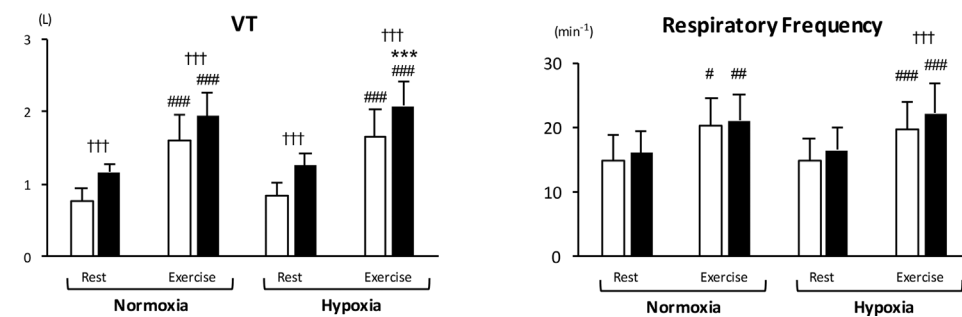 (L)
VT
3
2
1
0
†††
###
†††
###
†††
###
†††
***
###
Rest
Exercise
Rest
Exercise
Normoxia
Hypoxia
Respiratory Frequency
(min-1)
30
20
10
0
#
##
###
†††
###
Rest
Exercise
Rest
Exercise
Normoxia
Hypoxia